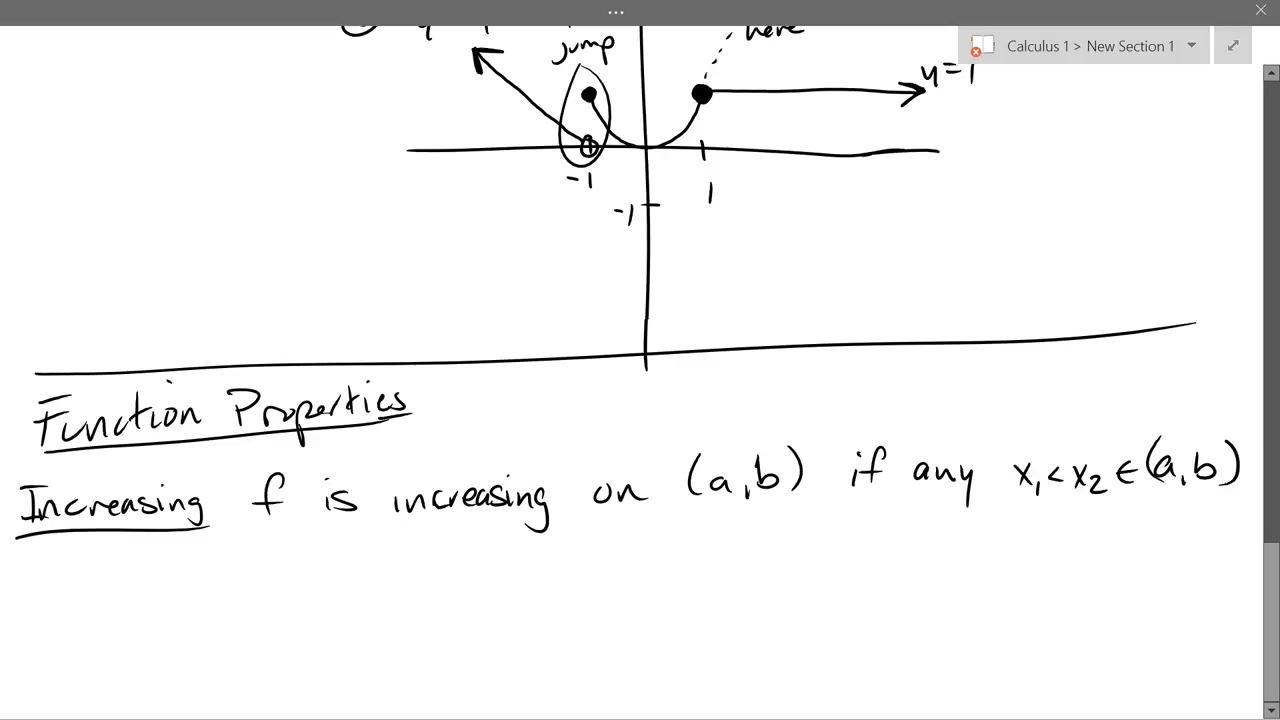 Calculus 1 > New Section 1
here
jump
y=1
-1
1
-1
Function Properties
Increasing f is increasing on (a,b) if any x₁<x₂∈(a,b)